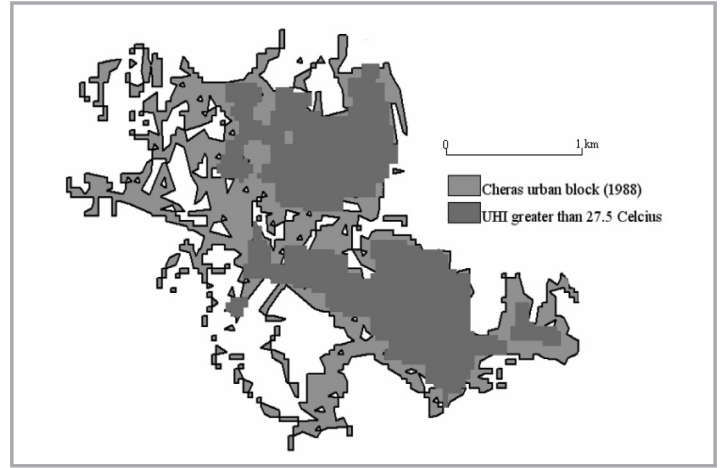 0 1 km
Cheras urban block (1988)
UHI greater than 27.5 Celcius